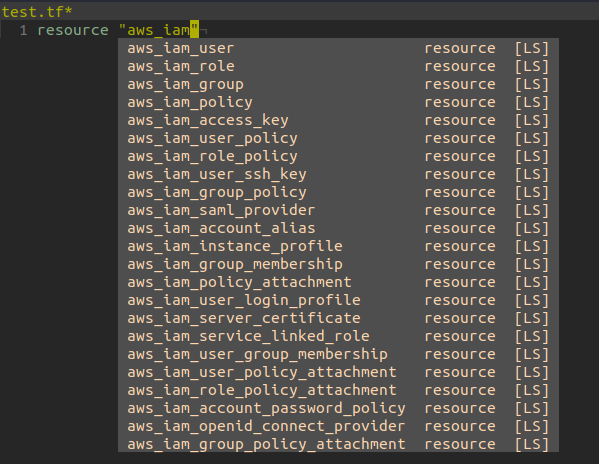 test.tf*
1 resource "aws_iam"¬
aws_iam_user resource [LS]
aws_iam_role resource [LS]
aws_iam_group resource [LS]
aws_iam_policy resource [LS]
aws_iam_access_key resource [LS]
aws_iam_user_policy resource [LS]
aws_iam_role_policy resource [LS]
aws_iam_user_ssh_key resource [LS]
aws_iam_group_policy resource [LS]
aws_iam_saml_provider resource [LS]
aws_iam_account_alias resource [LS]
aws_iam_instance_profile resource [LS]
aws_iam_group_membership resource [LS]
aws_iam_policy_attachment resource [LS]
aws_iam_user_login_profile resource [LS]
aws_iam_server_certificate resource [LS]
aws_iam_service_linked_role resource [LS]
aws_iam_user_group_membership resource [LS]
aws_iam_user_policy_attachment resource [LS]
aws_iam_role_policy_attachment resource [LS]
aws_iam_account_password_policy resource [LS]
aws_iam_openid_connect_provider resource [LS]
aws_iam_group_policy_attachment resource [LS]